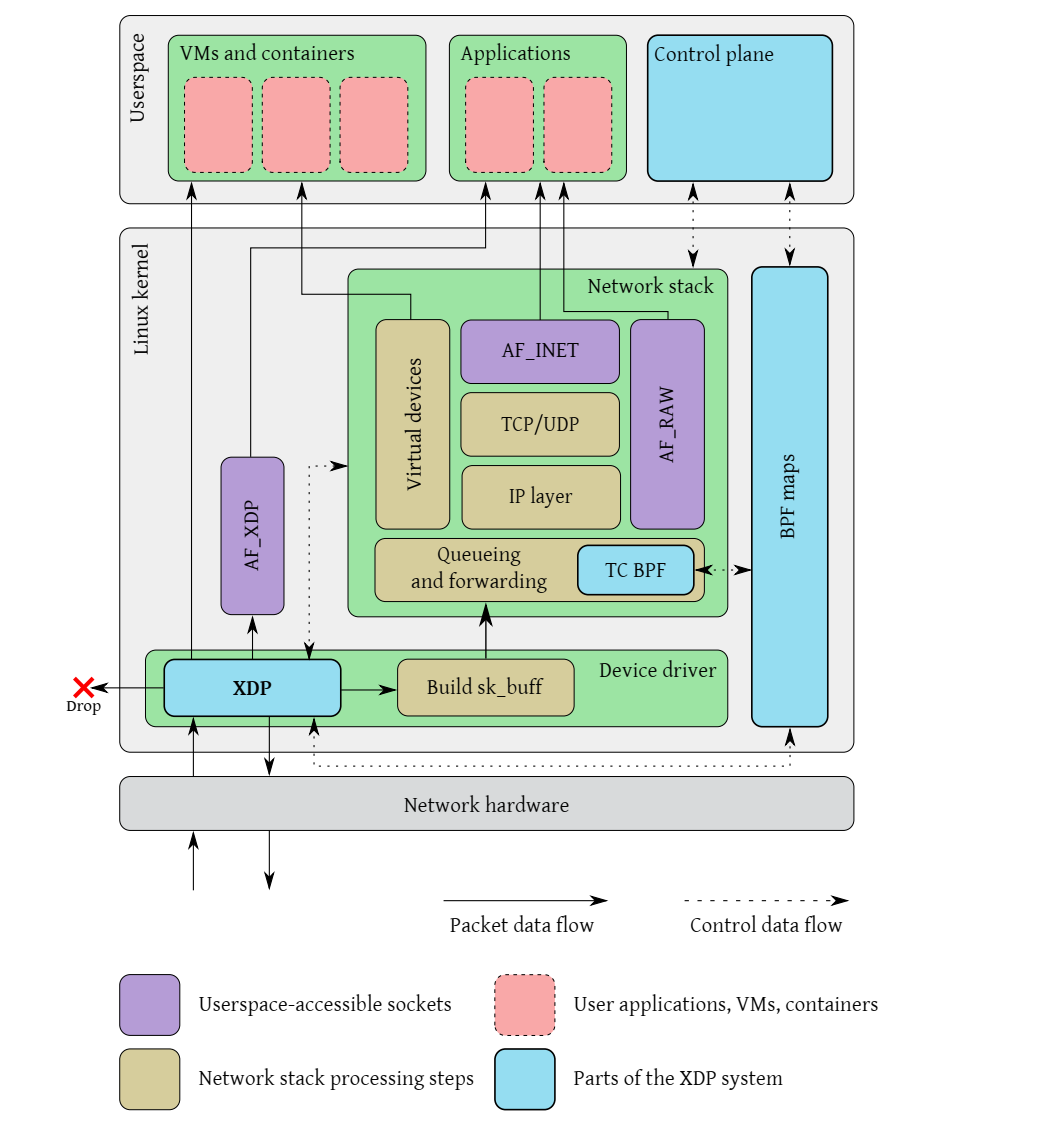 Userspace
VMs and containers
Applications
Control plane
Linux kernel
Network stack
Virtual devices
AF_INET
TCP/UDP
IP layer
AF_RAW
BPF maps
AF_XDP
Queueing
and forwarding
TC BPF
Device driver
XDP
Build sk_buff
Drop
Network hardware
Packet data flow
Control data flow
Userspace-accessible sockets
User applications, VMs, containers
Network stack processing steps
Parts of the XDP system